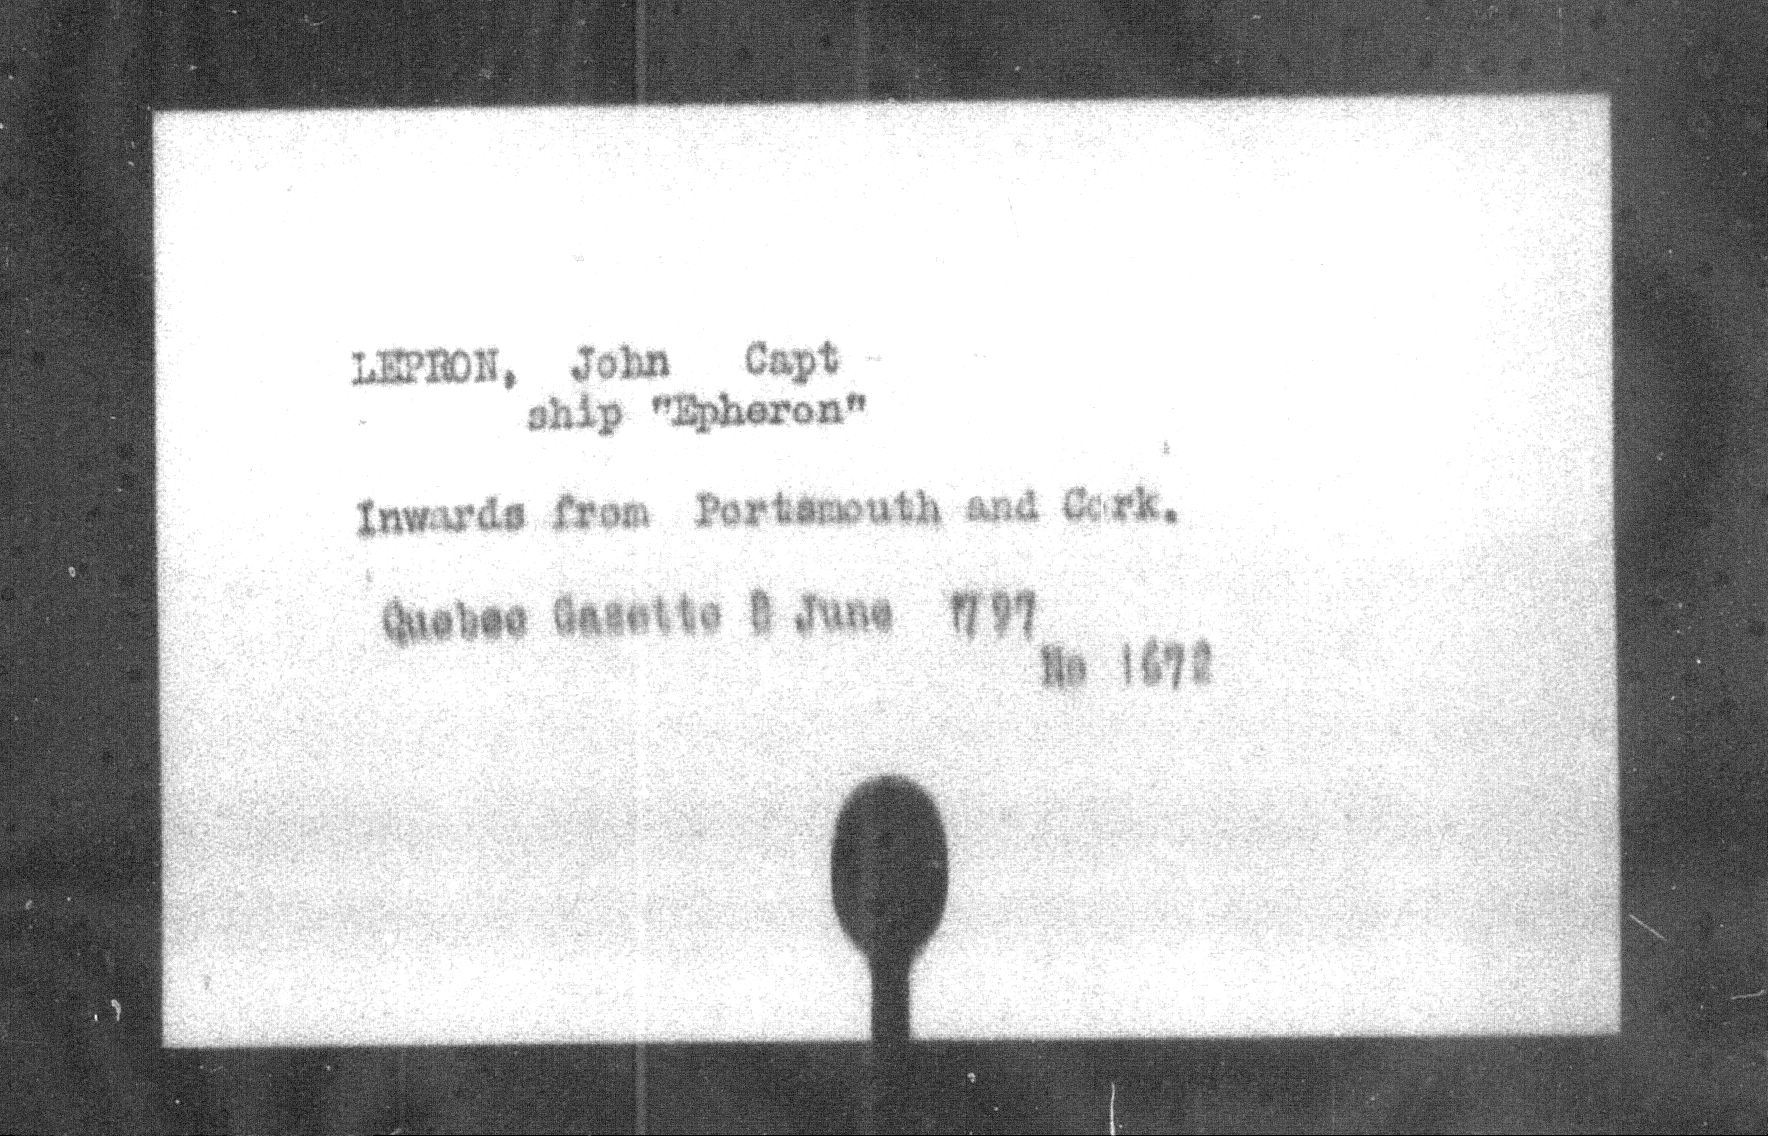 LEPRON, John Capt
ship "Epheron"
Inwards from Portsmouth and Cork.
Quebec Gazette 8 June 1797
No 1672